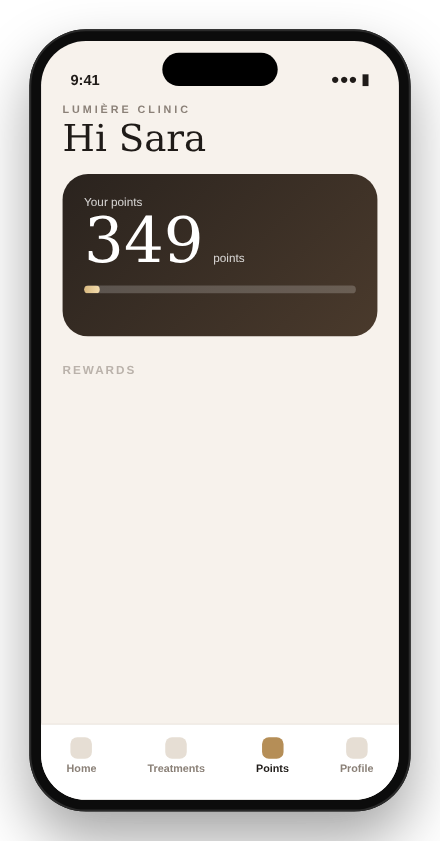 9:41
LUMIÈRE CLINIC
Hi Sara
Your points
349 points
REWARDS
Home Treatments Points Profile